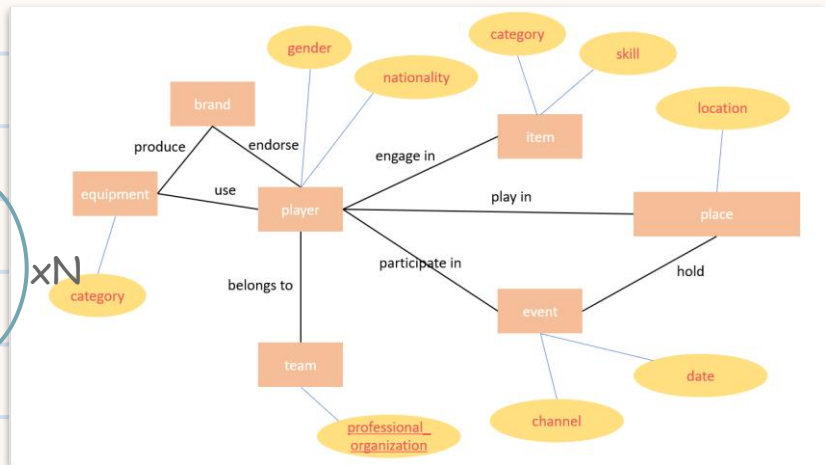 gender
category
skill
nationality
brand
location
produce
endorse
item
engage in
equipment
use
player
play in
place
xN
participate in
hold
category
belongs to
event
team
date
channel
professional_
organization